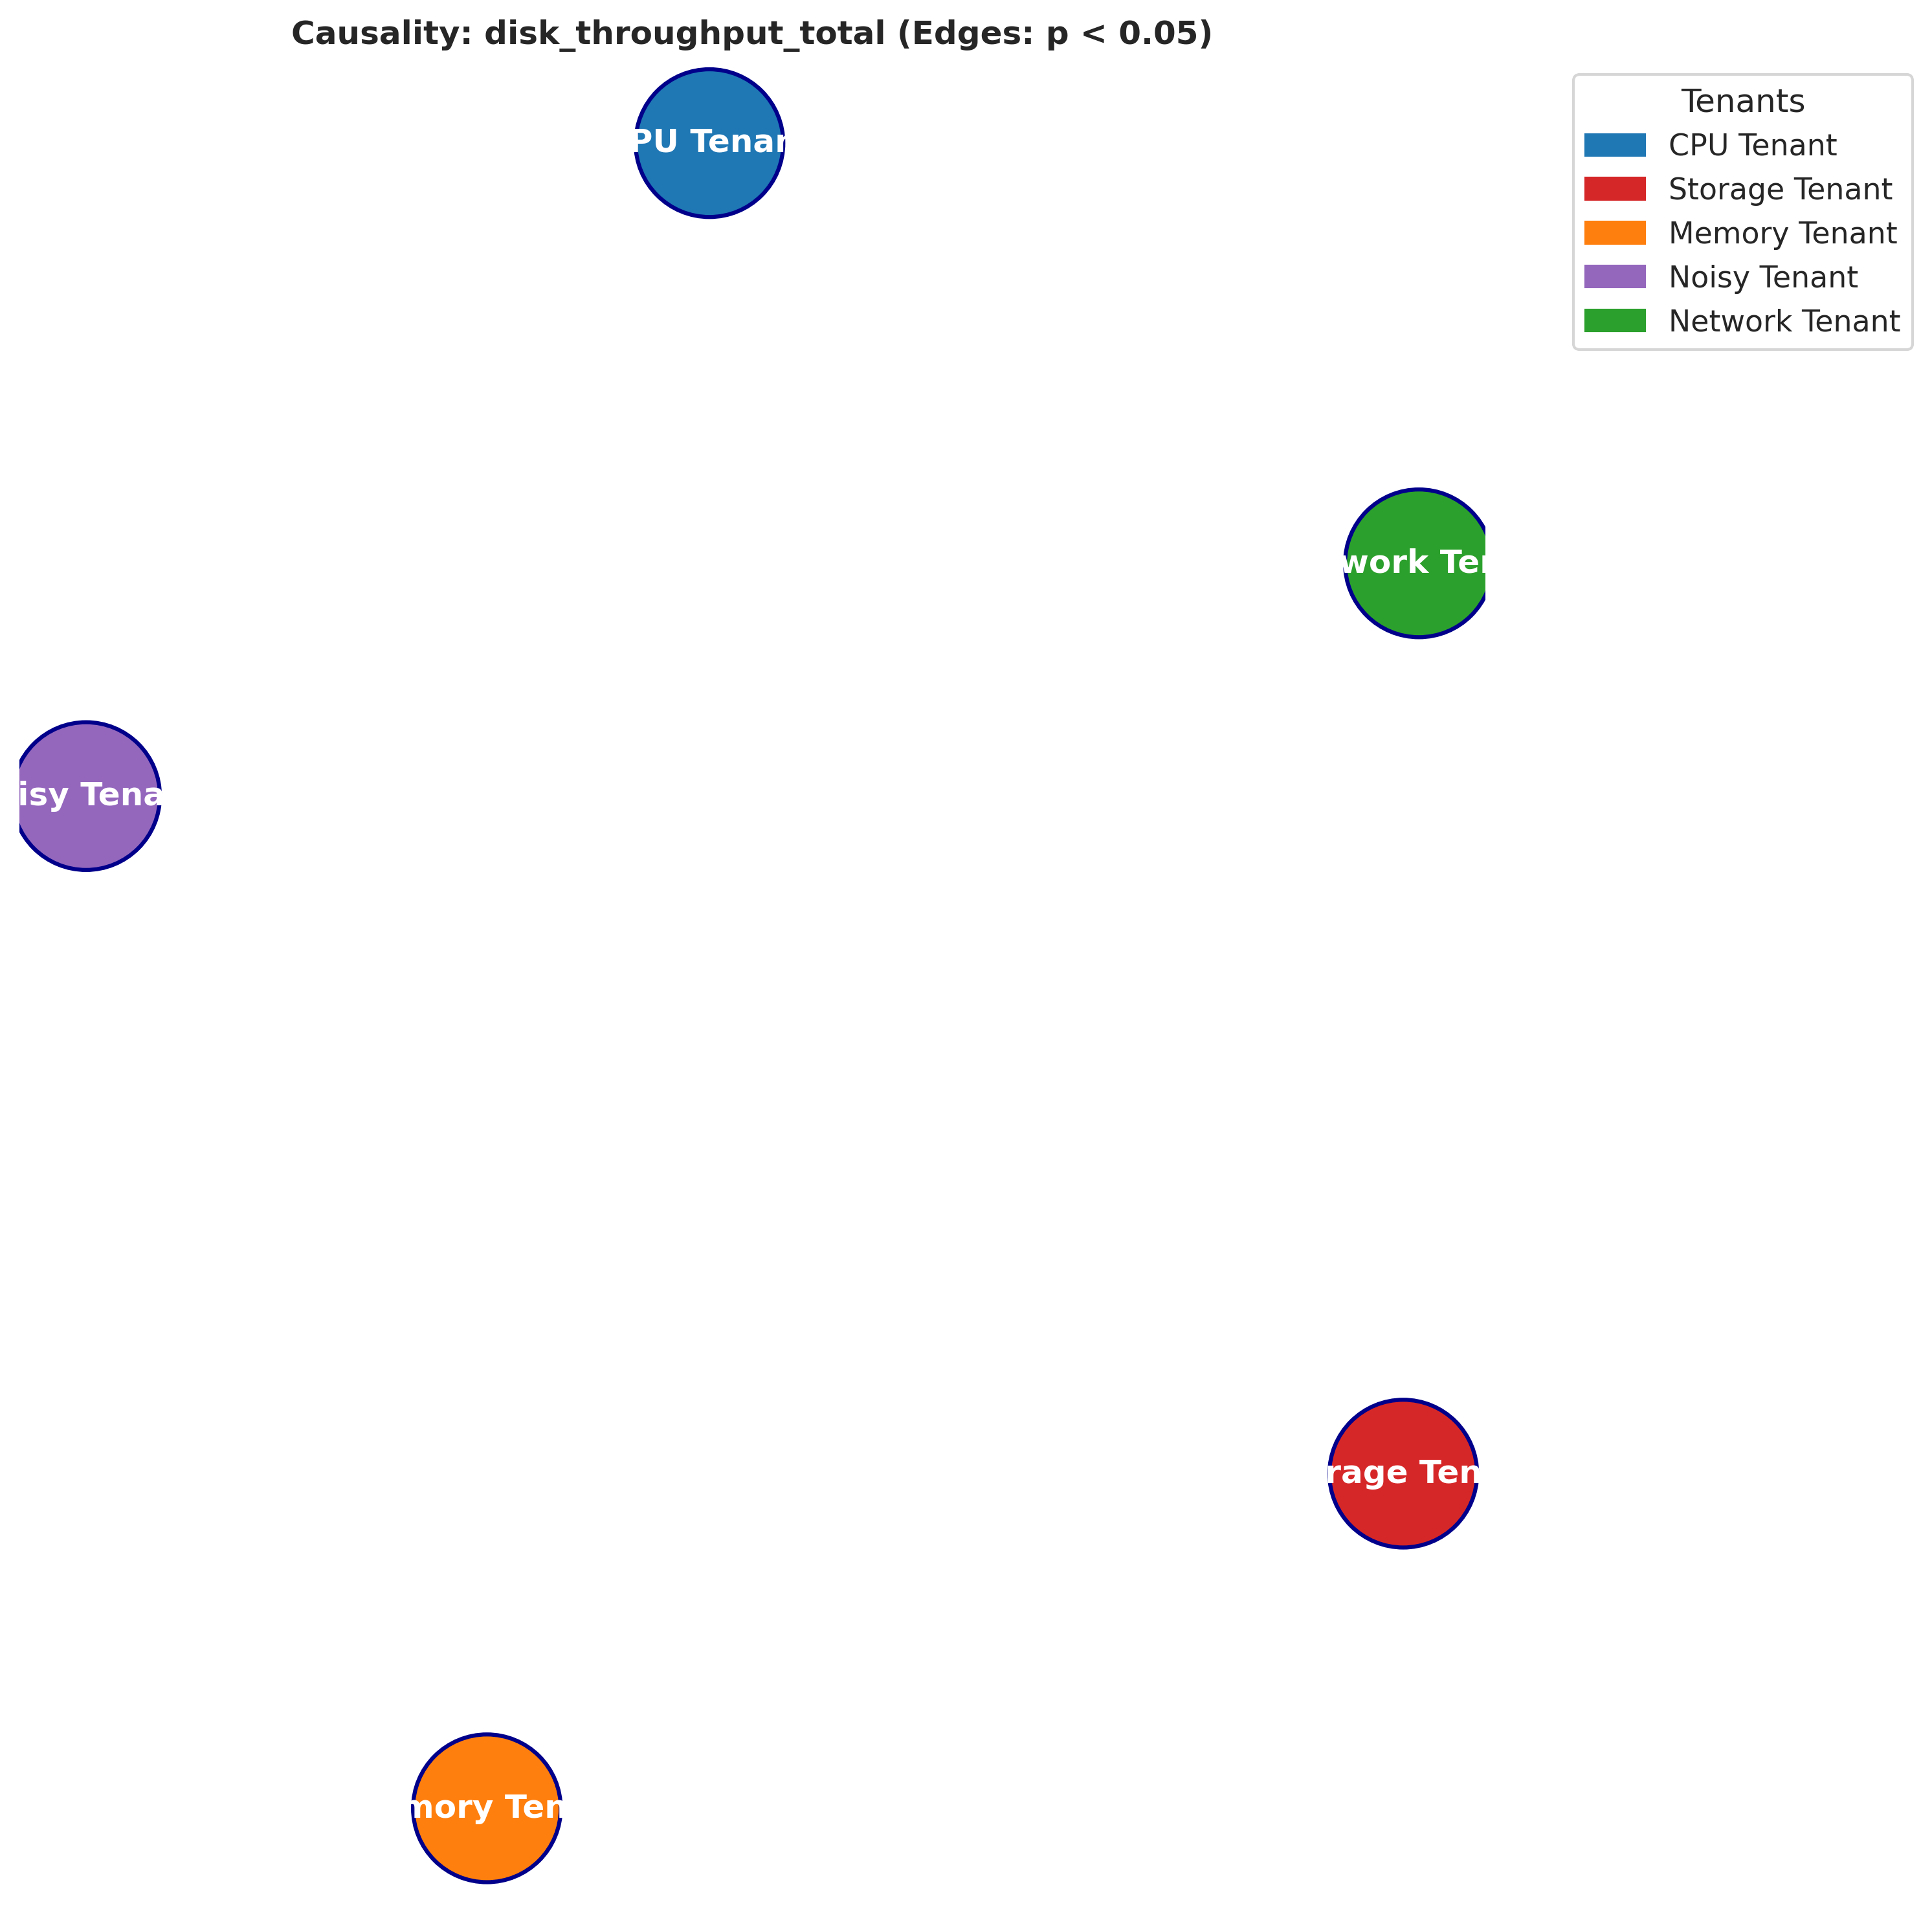 Causality: disk_throughput_total (Edges: p < 0.05)
Tenants
CPU Tenant
Storage Tenant
Memory Tenant
Noisy Tenant
Network Tenant
PU Tenan
work Ten
isy Tena
rage Ten
mory Ten